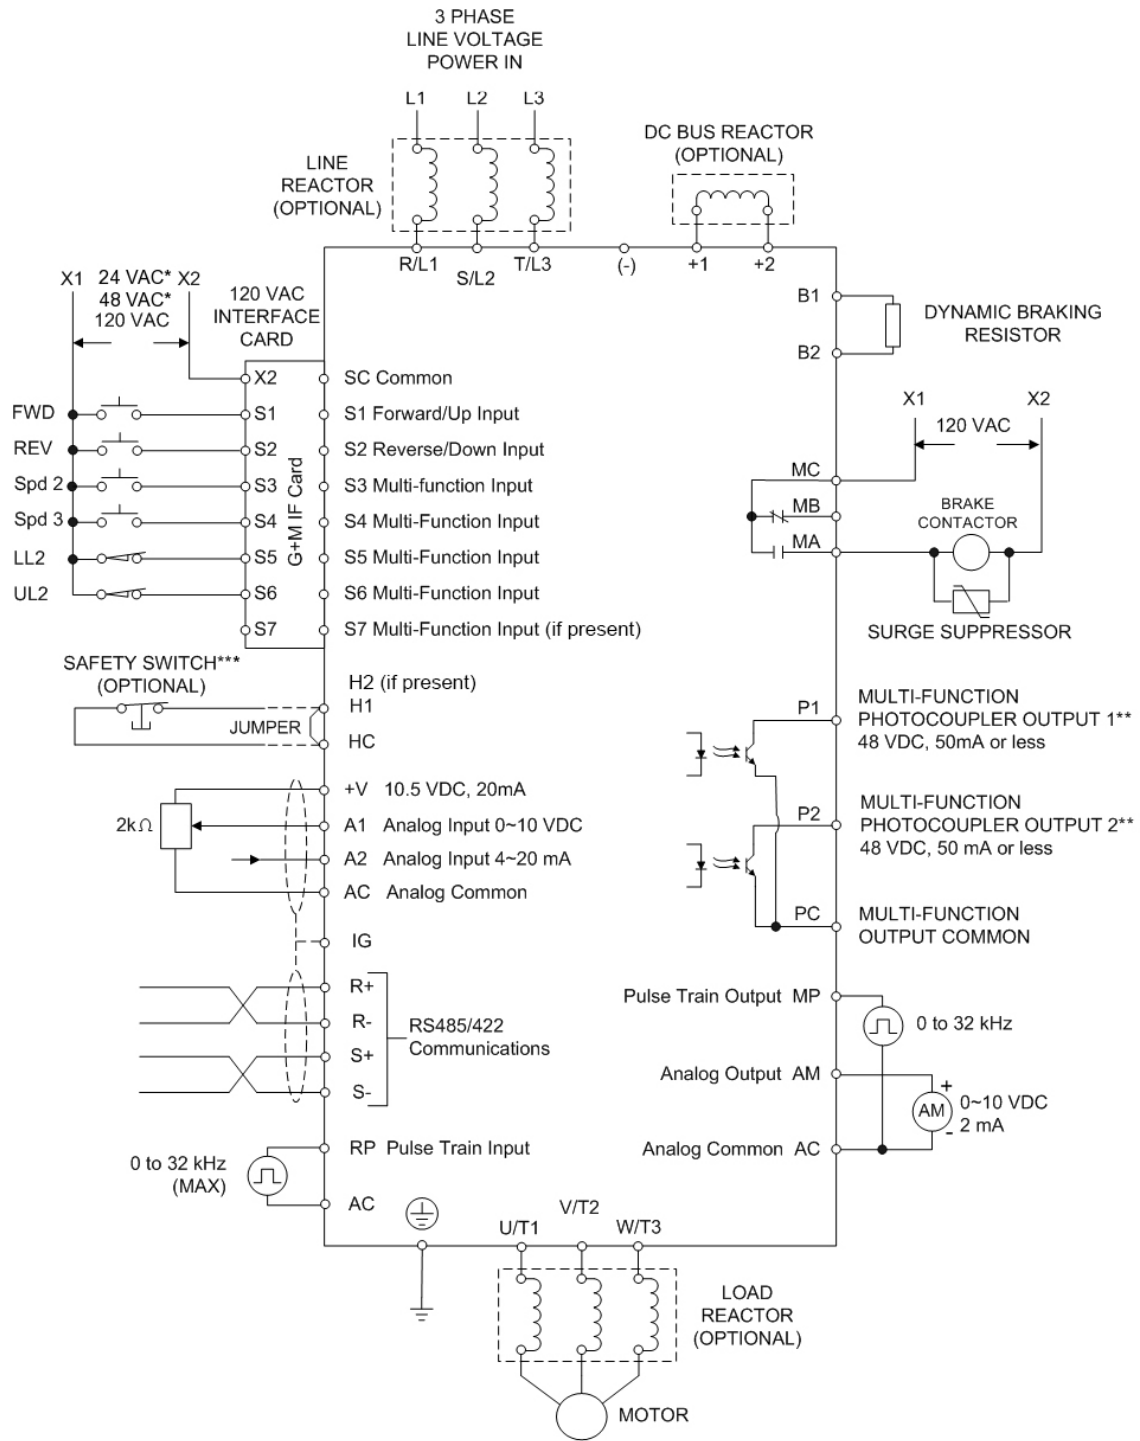 3 PHASE
LINE VOLTAGE
POWER IN
L1 L2 L3
LINE
REACTOR
(OPTIONAL)
DC BUS REACTOR
(OPTIONAL)
R/L1 S/L2 T/L3 (-) +1 +2
X1 24 VAC* X2
48 VAC*
120 VAC
120 VAC
INTERFACE
CARD
G+M IF Card
X2 SC Common
FWD S1 S1 Forward/Up Input
REV S2 S2 Reverse/Down Input
Spd 2 S3 S3 Multi-function Input
Spd 3 S4 S4 Multi-Function Input
LL2 S5 S5 Multi-Function Input
UL2 S6 S6 Multi-Function Input
S7 S7 Multi-Function Input (if present)
SAFETY SWITCH***
(OPTIONAL)
JUMPER
H2 (if present)
H1
HC
2kΩ
+V 10.5 VDC, 20mA
A1 Analog Input 0~10 VDC
A2 Analog Input 4~20 mA
AC Analog Common
IG
R+
R-
S+
S-
RS485/422
Communications
0 to 32 kHz
(MAX)
RP Pulse Train Input
AC
B1
B2
DYNAMIC BRAKING
RESISTOR
X1 X2
120 VAC
MC
MB
MA
BRAKE
CONTACTOR
SURGE SUPPRESSOR
P1
MULTI-FUNCTION
PHOTOCOUPLER OUTPUT 1**
48 VDC, 50mA or less
P2
MULTI-FUNCTION
PHOTOCOUPLER OUTPUT 2**
48 VDC, 50 mA or less
PC
MULTI-FUNCTION
OUTPUT COMMON
Pulse Train Output MP
0 to 32 kHz
Analog Output AM
AM
+
-
0~10 VDC
2 mA
Analog Common AC
U/T1 V/T2 W/T3
LOAD
REACTOR
(OPTIONAL)
MOTOR